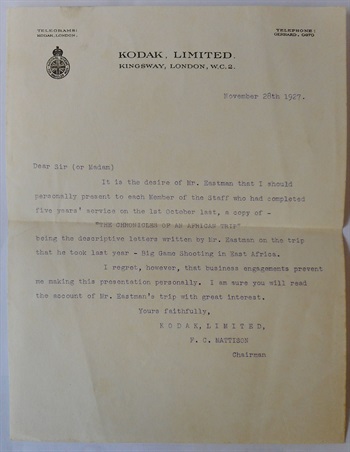 TELEGRAMS:
KODAK, LONDON.
TELEPHONE:
KODAK, LIMITED.
KINGSWAY, LONDON, W.C.2.
November 28th 1927.
Dear Sir (or Madam)
It is the desire of Mr. Eastman that I should
personally present to each Member of the Staff who had completed
five years' service on the 1st October last, a copy of -
"THE CHRONICLES OF AN AFRICAN TRIP"
being the descriptive letters written by Mr. Eastman on the trip
that he took last year - Big Game Shooting in East Africa.
I regret, however, that business engagements prevent
me making this presentation personally. I am sure you will read
the account of Mr. Eastman's trip with great interest.
Yours faithfully,
KODAK, LIMITED,
F. C. MATTISON
Chairman